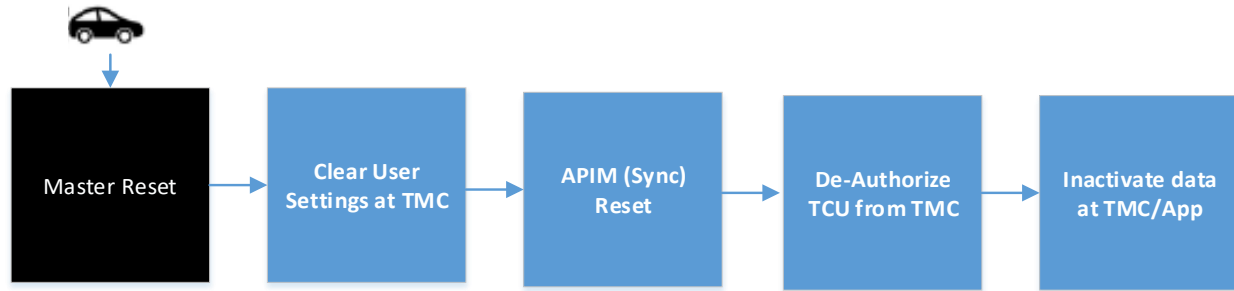 Master Reset
Clear User
Settings at TMC
APIM (Sync)
Reset
De-Authorize
TCU from TMC
Inactivate data
at TMC/App